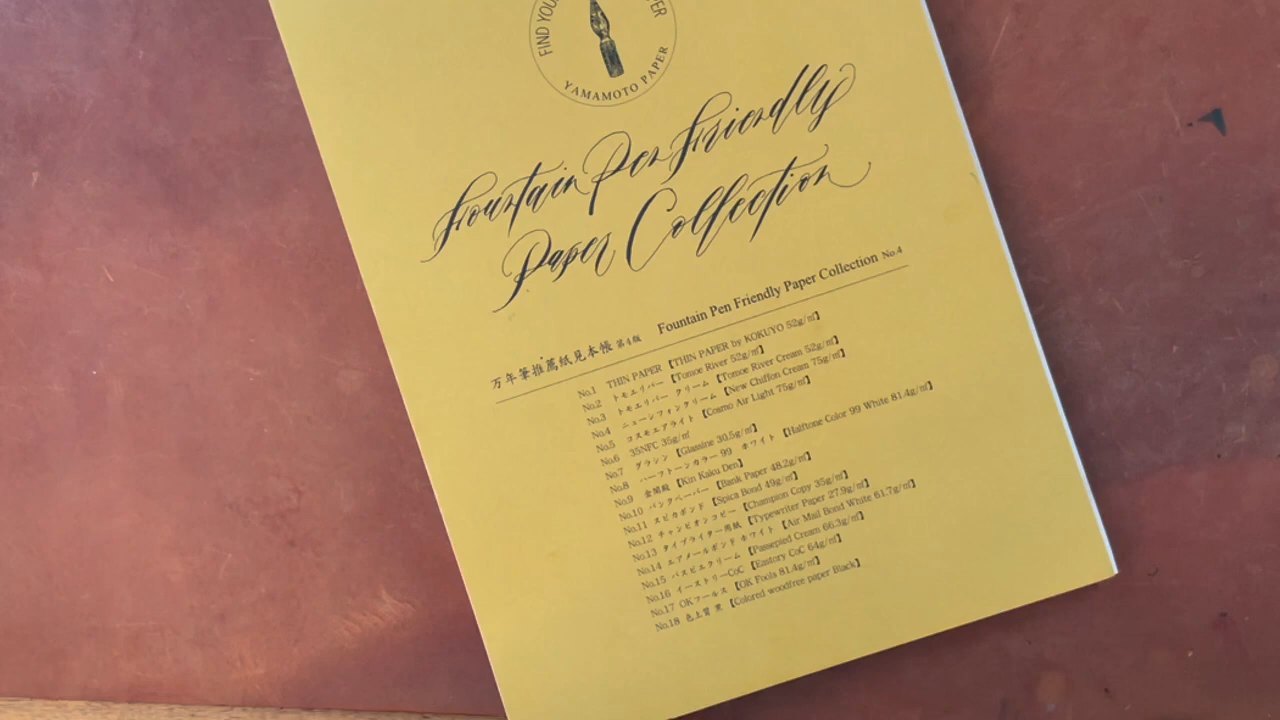 FIND YOU
PER
YAMAMOTO PAPER
Fountain Pen Friendly
Paper Collection
万年筆推薦紙見本帳 第4版 Fountain Pen Friendly Paper Collection No.4
No.1 THIN PAPER 【THIN PAPER by KOKUYO 52g/㎡】
No.2 トモエリバー 【Tomoe River 52g/㎡】
No.3 トモエリバー クリーム 【Tomoe River Cream 52g/㎡】
No.4 ニューシフォンクリーム 【New Chiffon Cream 75g/㎡】
No.5 コスモエアライト 【Cosmo Air Light 75g/㎡】
No.6 35NFC 35g/㎡
No.7 グラシン 【Glassine 30.5g/㎡】
No.8 ハーフトーンカラー99 ホワイト 【Halftone Color 99 White 81.4g/㎡】
No.9 金閣殿 【Kin Kaku Den】
No.10 バンクペーパー 【Bank Paper 48.2g/㎡】
No.11 スピカボンド 【Spica Bond 49g/㎡】
No.12 チャンピオンコピー 【Champion Copy 35g/㎡】
No.13 タイプライター用紙 【Typewriter Paper 27.9g/㎡】
No.14 エアメールボンド ホワイト 【Air Mail Bond White 61.7g/㎡】
No.15 パスピエクリーム 【Passepied Cream 66.3g/㎡】
No.16 イーストリーCoC 【Eastory CoC 64g/㎡】
No.17 OKフールス 【OK Fools 81.4g/㎡】
No.18 色上質 黒 【Colored woodfree paper Black】